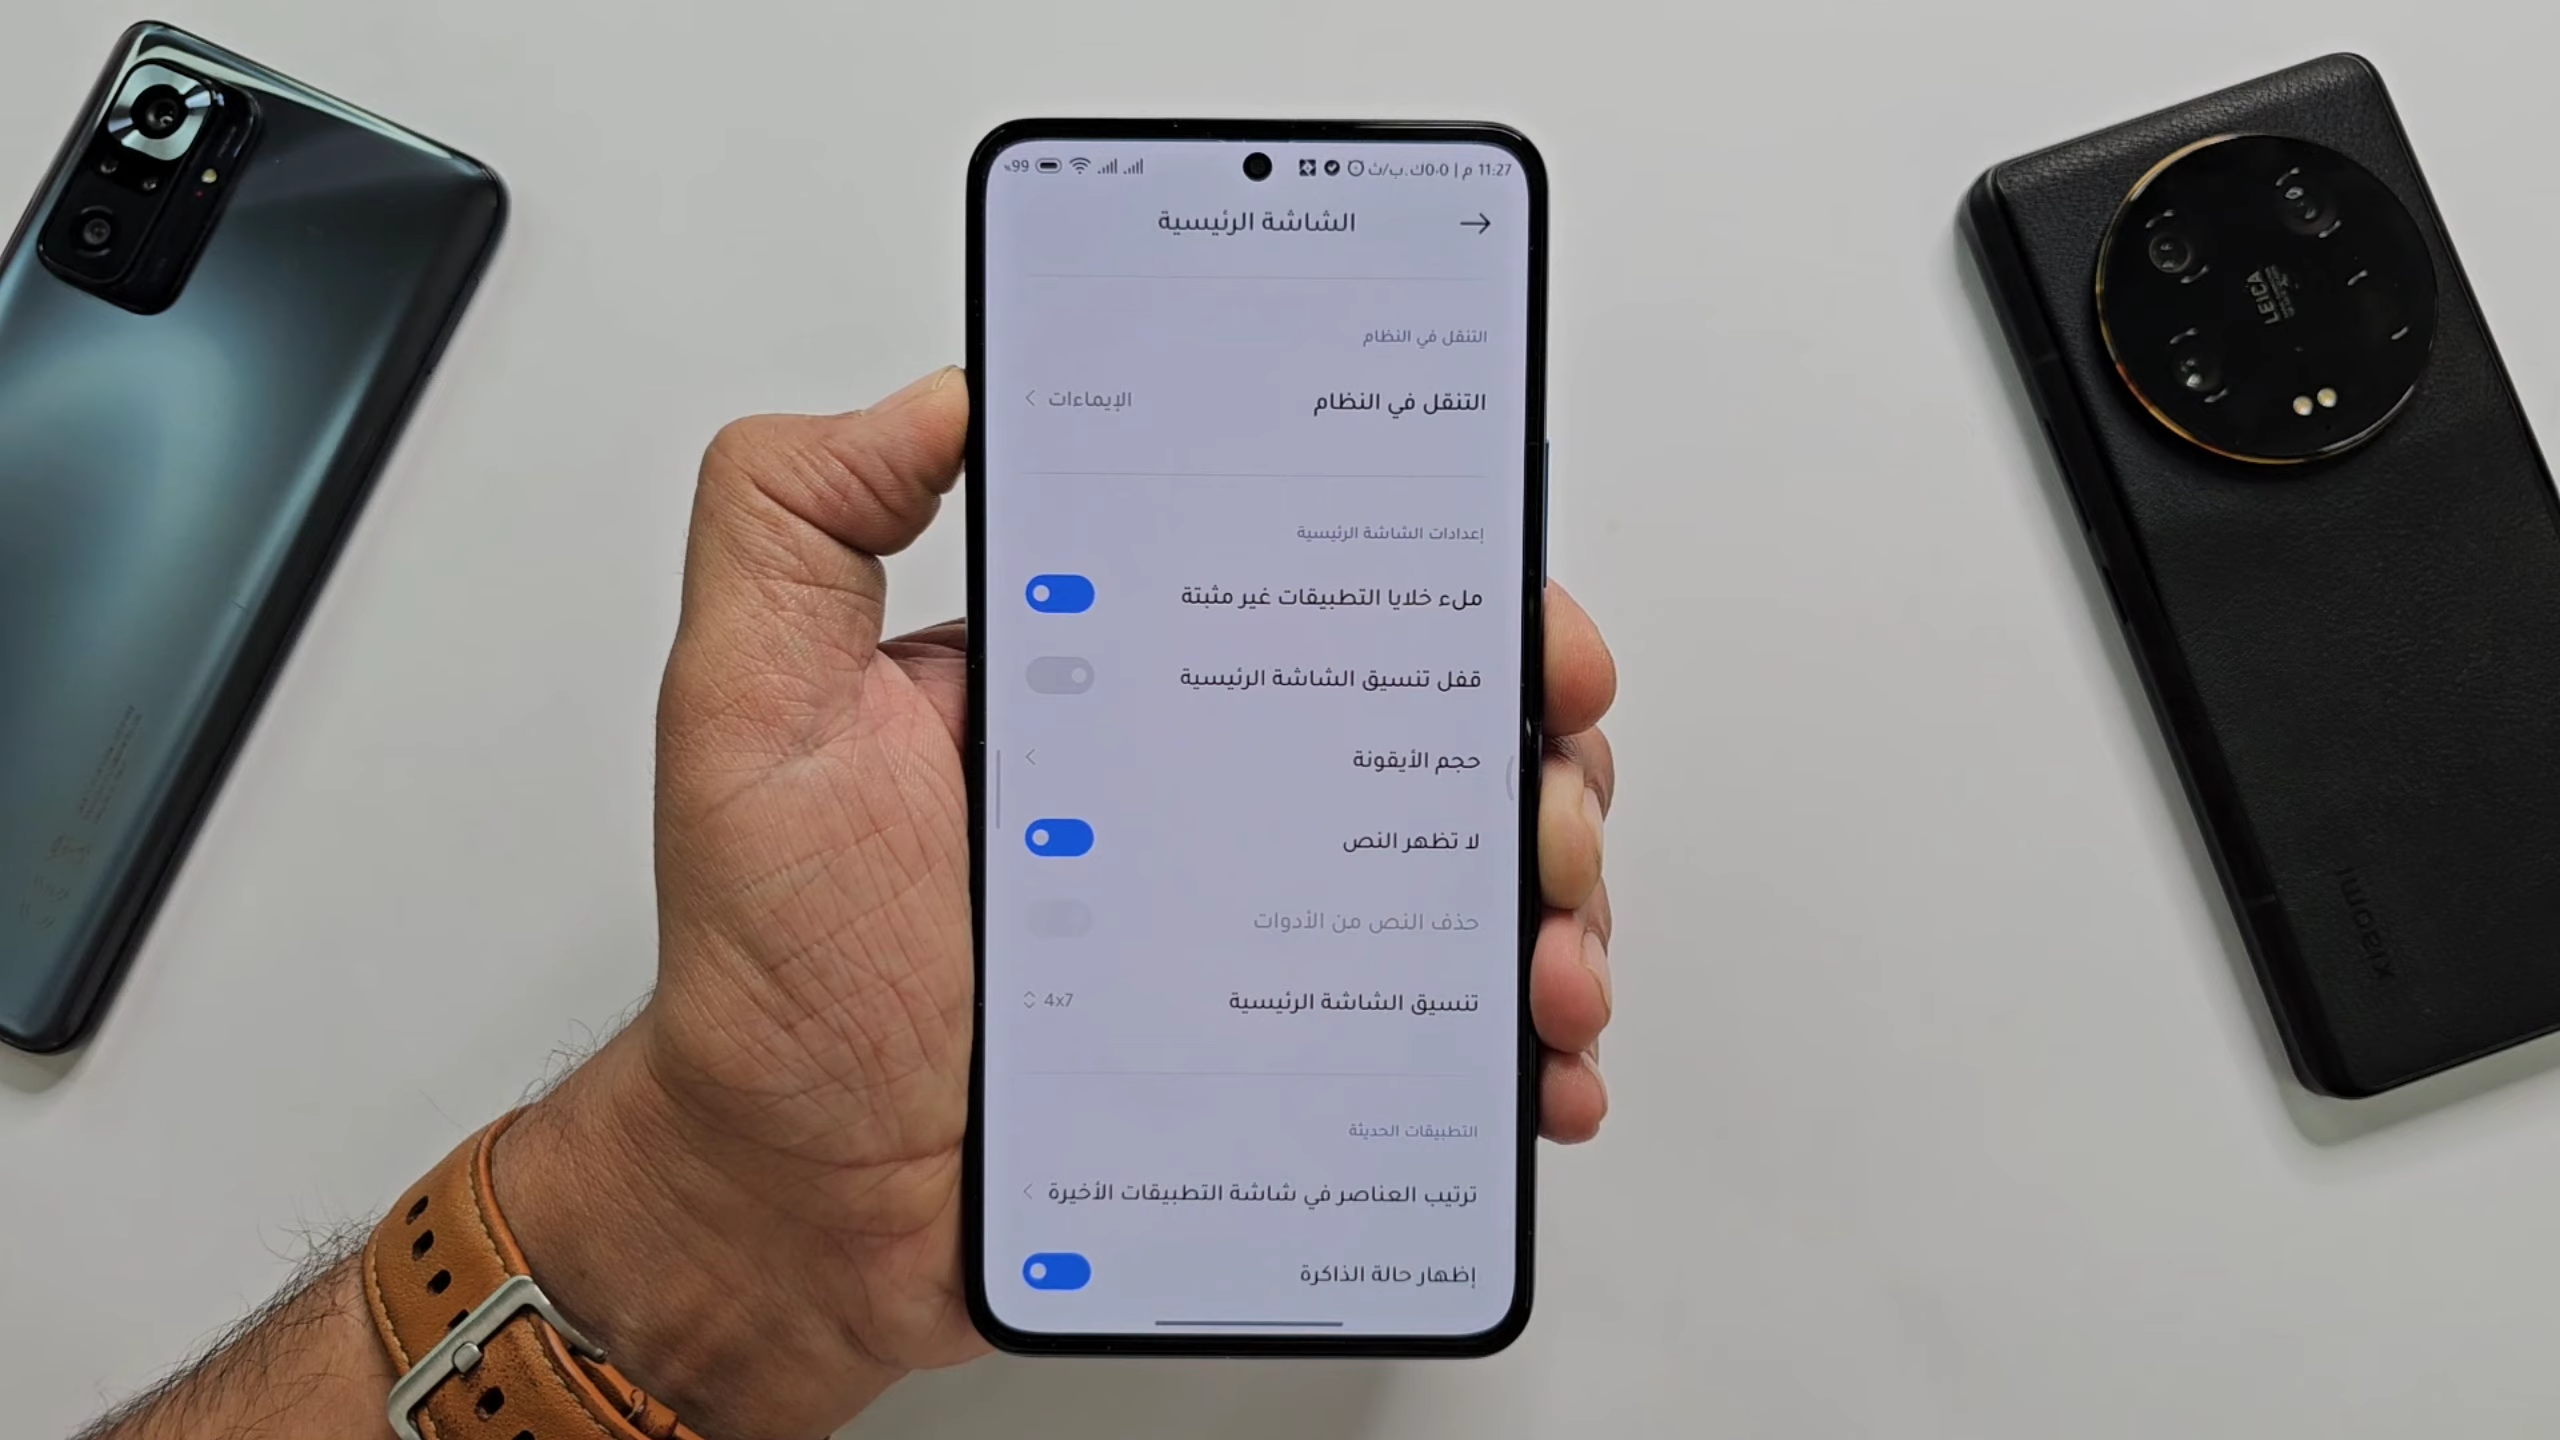 11:27 م | 0.0ك.ب/ث
99%
الشاشة الرئيسية
التنقل في النظام
التنقل في النظام
الإيماءات
إعدادات الشاشة الرئيسية
ملء خلايا التطبيقات غير مثبتة
قفل تنسيق الشاشة الرئيسية
حجم الأيقونة
لا تظهر النص
حذف النص من الأدوات
تنسيق الشاشة الرئيسية
4x7
التطبيقات الحديثة
ترتيب العناصر في شاشة التطبيقات الأخيرة
إظهار حالة الذاكرة
LEICA
xiaomi